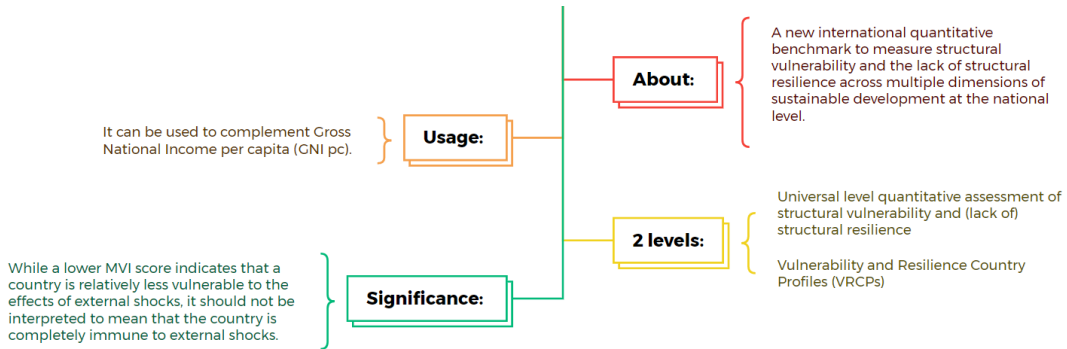 About:
A new international quantitative
benchmark to measure structural
vulnerability and the lack of structural
resilience across multiple dimensions of
sustainable development at the national
level.
Usage:
It can be used to complement Gross
National Income per capita (GNI pc).
2 levels:
Universal level quantitative assessment of
structural vulnerability and (lack of)
structural resilience
Vulnerability and Resilience Country
Profiles (VRCPs)
Significance:
While a lower MVI score indicates that a
country is relatively less vulnerable to the
effects of external shocks, it should not be
interpreted to mean that the country is
completely immune to external shocks.